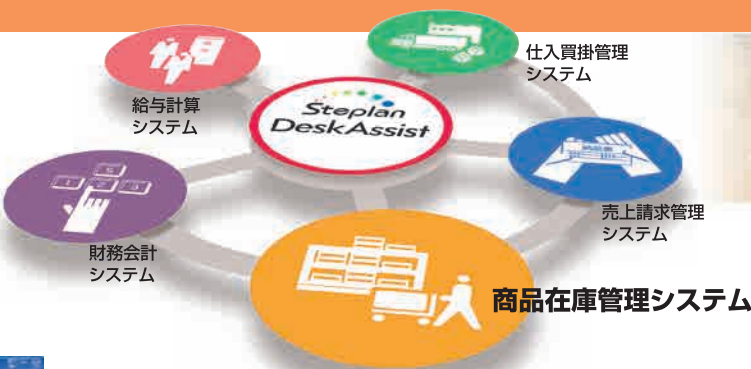 仕入買掛管理
システム
給与計算
システム
Steplan
DeskAssist
売上請求管理
システム
財務会計
システム
商品在庫管理システム